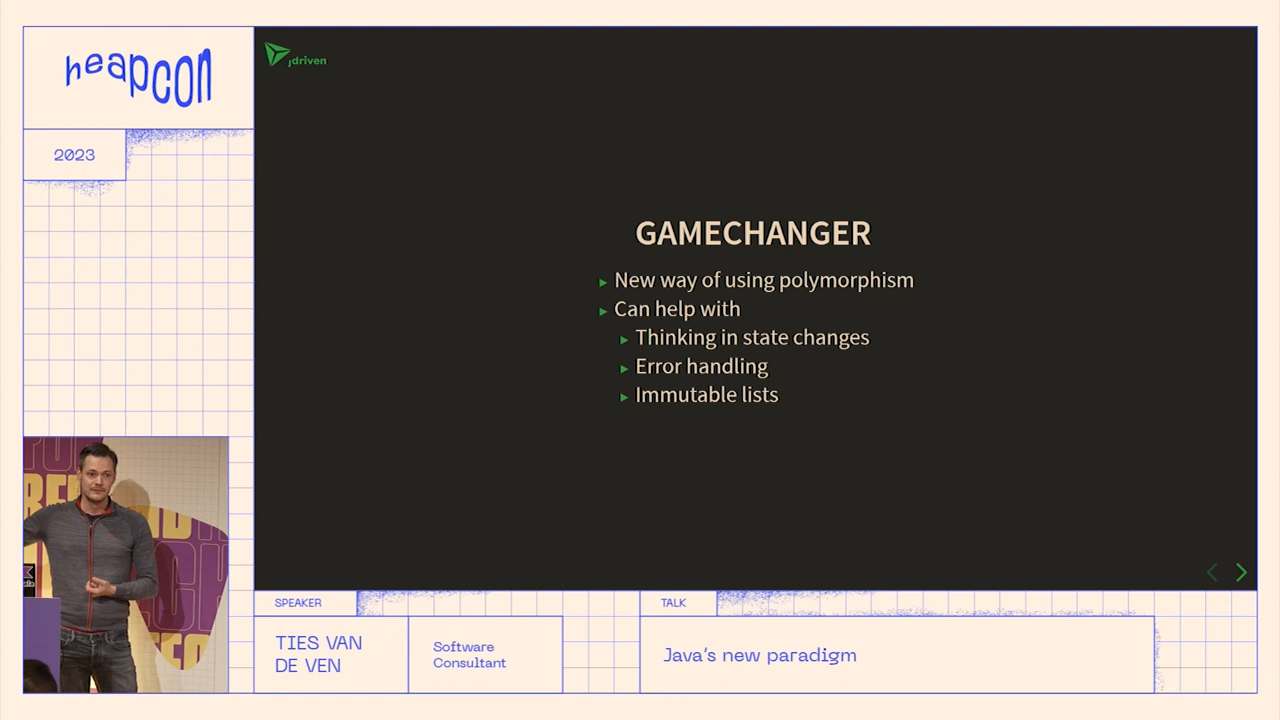 heapcon
2023
jdriven
GAMECHANGER
New way of using polymorphism
Can help with
Thinking in state changes
Error handling
Immutable lists
SPEAKER
TIES VAN
DE VEN
Software
Consultant
TALK
Java's new paradigm